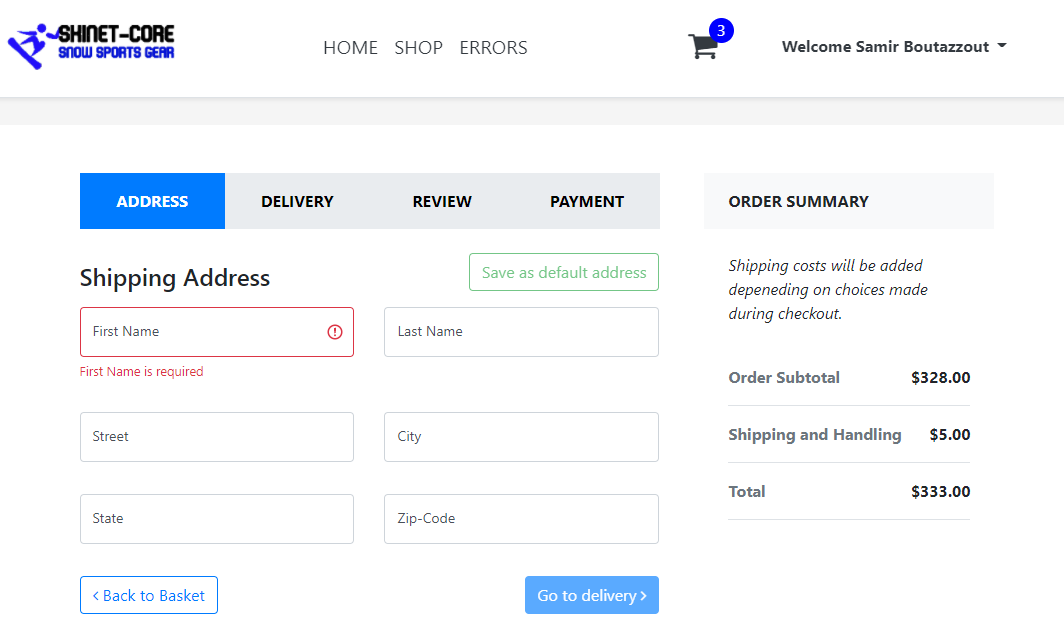 SHINET-CORE
SNOW SPORTS GEAR
HOME SHOP ERRORS
3
Welcome Samir Boutazzout
ADDRESS DELIVERY REVIEW PAYMENT
Shipping Address
Save as default address
First Name
Last Name
First Name is required
Street
City
State
Zip-Code
Back to Basket
Go to delivery
ORDER SUMMARY
Shipping costs will be added
depeneding on choices made
during checkout.
Order Subtotal $328.00
Shipping and Handling $5.00
Total $333.00